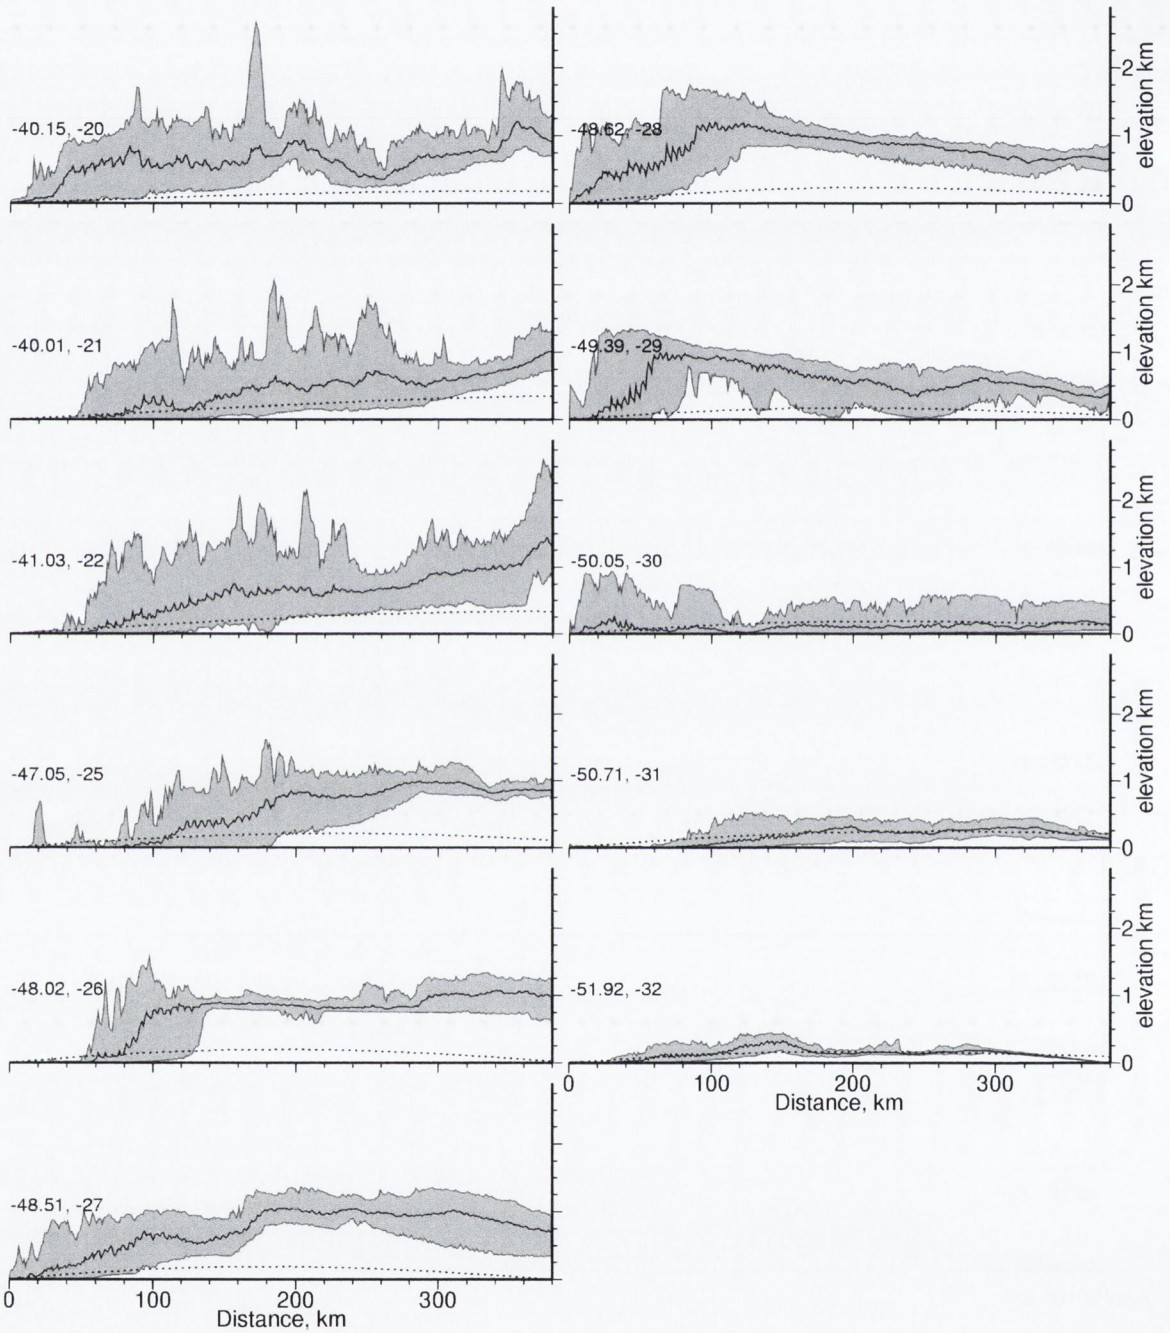 -40.15, -20
-48.62, -28
2
1
0
elevation km
-40.01, -21
-49.39, -29
2
1
0
elevation km
-41.03, -22
-50.05, -30
2
1
0
elevation km
-47.05, -25
-50.71, -31
2
1
0
elevation km
-48.02, -26
-51.92, -32
2
1
0
elevation km
0 100 200 300
Distance, km
-48.51, -27
0 100 200 300
Distance, km